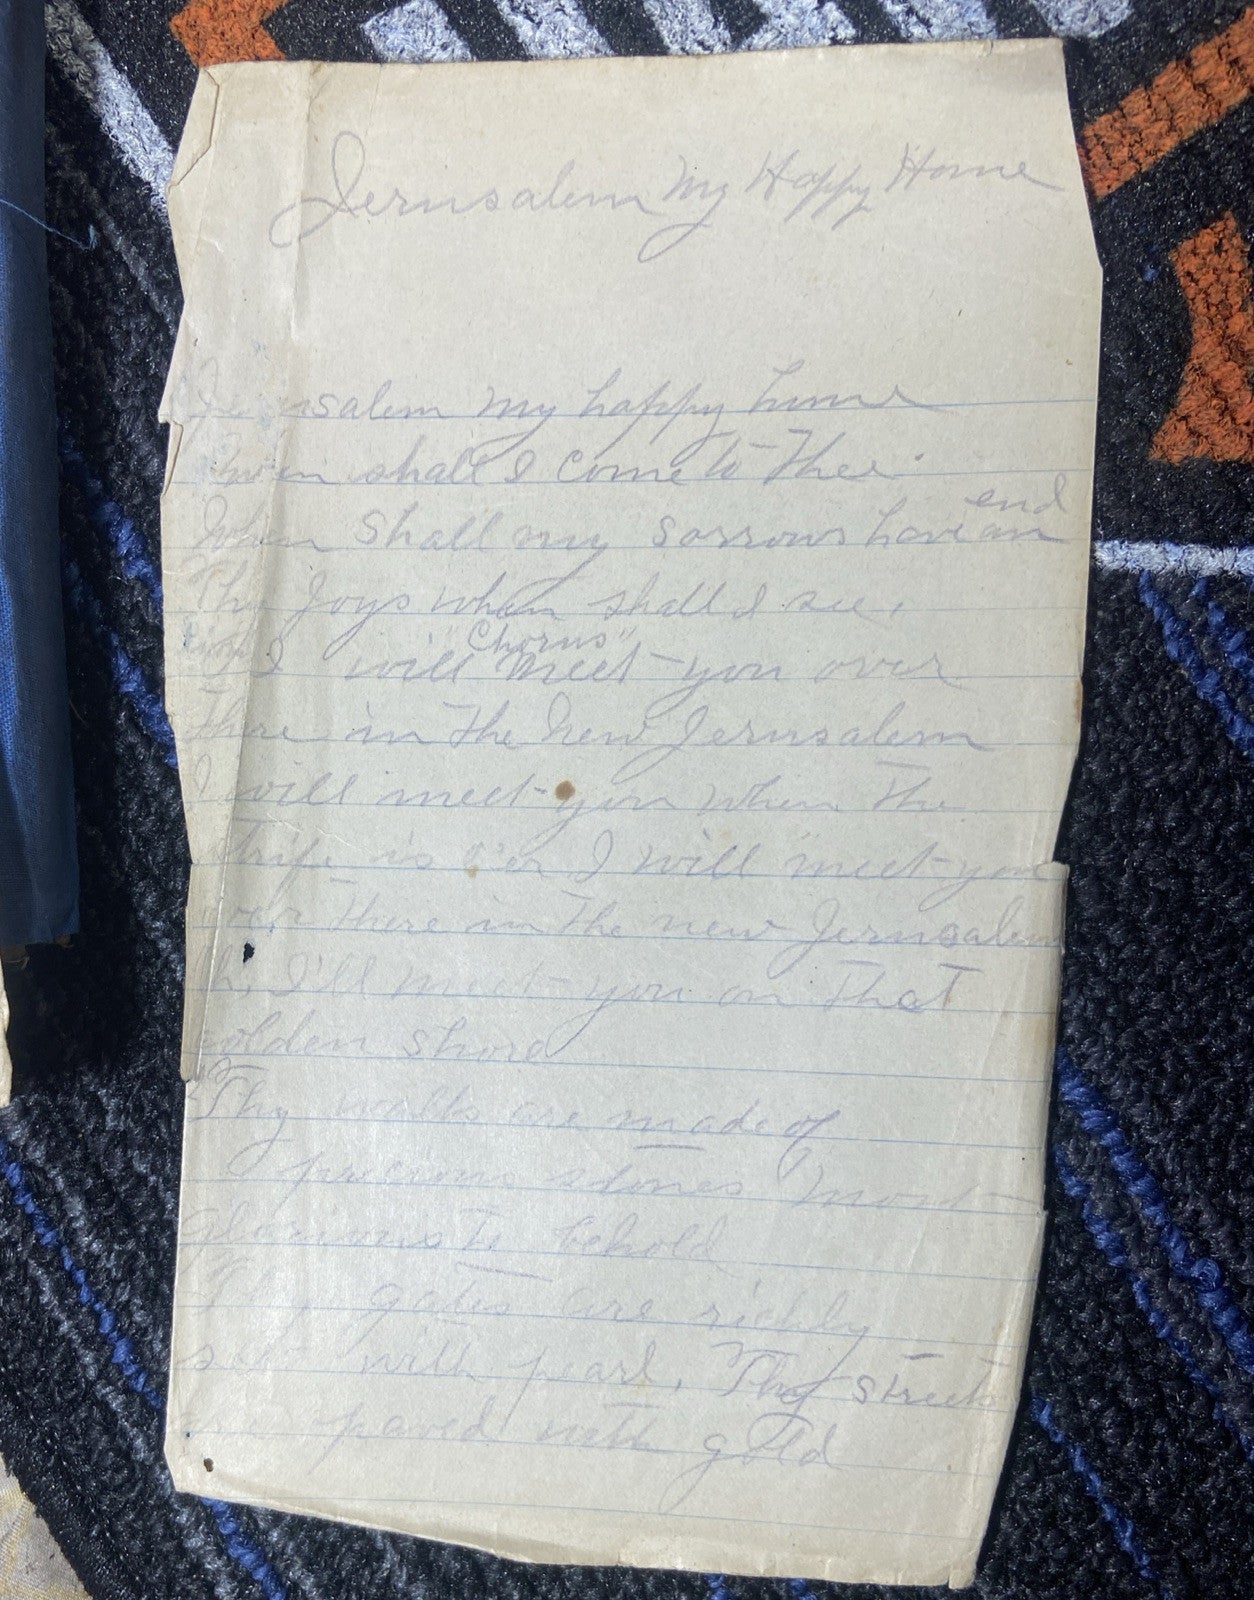 Jerusalem My Happy Home
Jerusalem my happy home
When shall I come to Thee
end
When shall my sorrows have an
Thy Joys when shall I see.
"Chorus"
I will meet you over
There in The New Jerusalem
I will meet you when The
strife is o'er I will meet you
over There in The new Jerusalem
Oh, I'll meet you on That
Golden shore
Thy walls are made of
precious stones most
glorious To behold
Thy gates are richly
set with pearl, Thy streets
are paved with gold